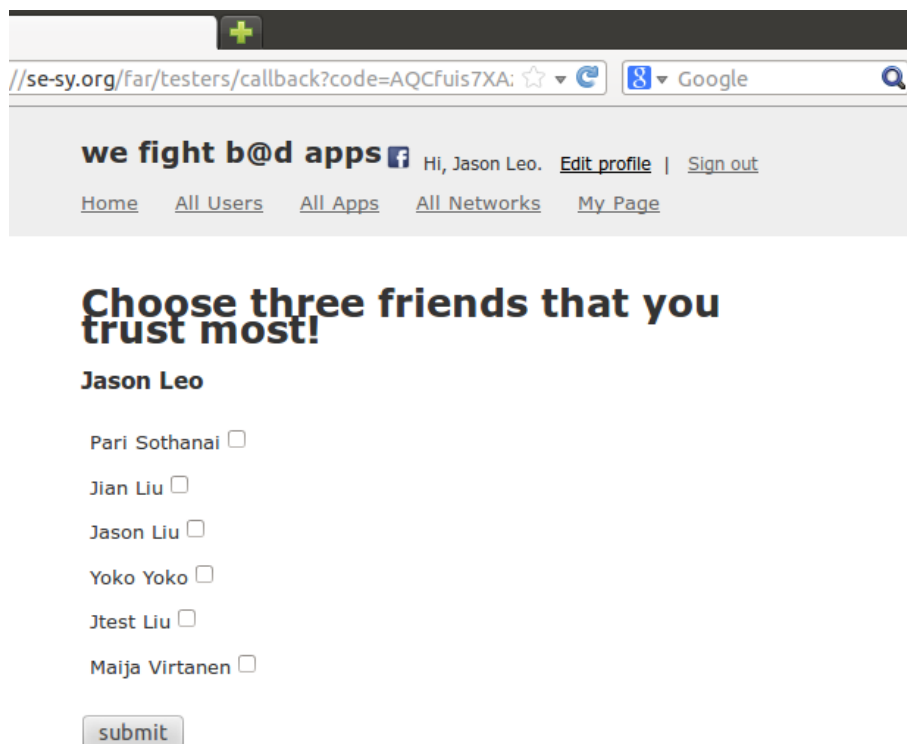 //se-sy.org/far/testers/callback?code=AQCfuis7XA:
Google
we fight b@d apps Hi, Jason Leo. Edit profile | Sign out
Home All Users All Apps All Networks My Page
Choose three friends that you
trust most!
Jason Leo
Pari Sothanai
Jian Liu
Jason Liu
Yoko Yoko
Jtest Liu
Maija Virtanen
submit